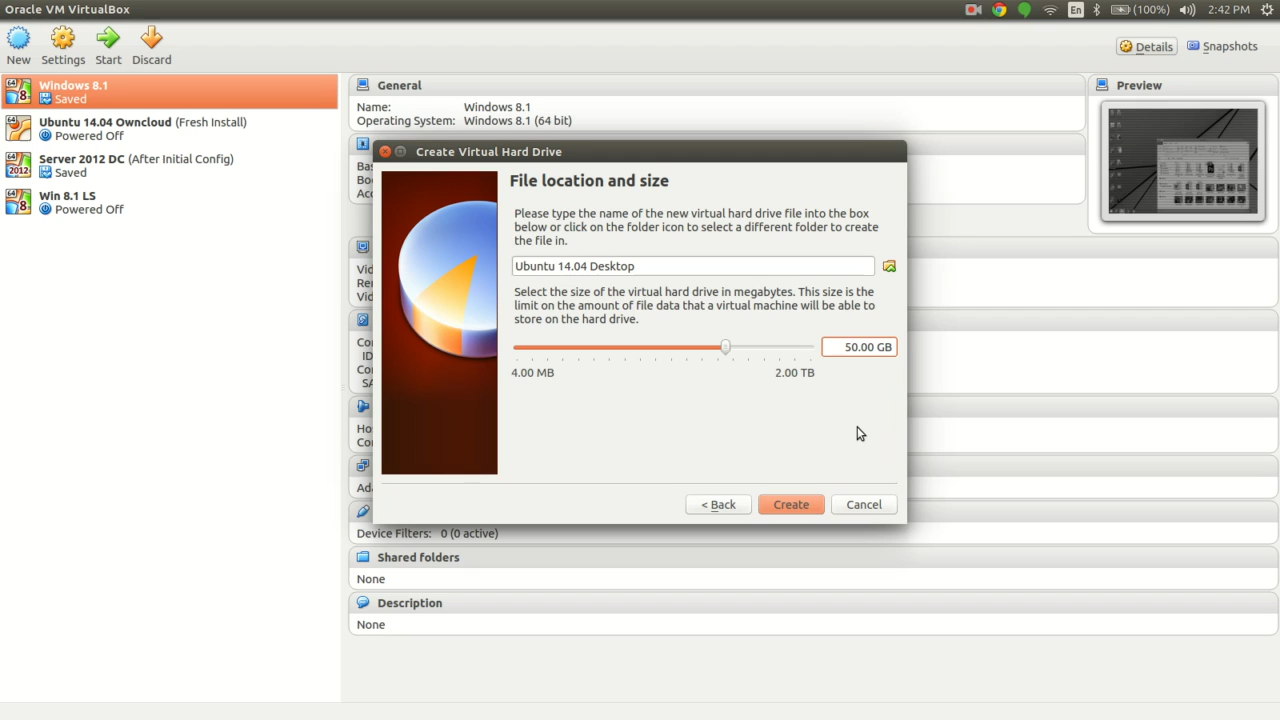 Oracle VM VirtualBox
En (100%) 2:42 PM
New Settings Start Discard
Details Snapshots
Windows 8.1
Saved
Ubuntu 14.04 Owncloud (Fresh Install)
Powered Off
Server 2012 DC (After Initial Config)
Saved
Win 8.1 LS
Powered Off
General
Name: Windows 8.1
Operating System: Windows 8.1 (64 bit)
Preview
Create Virtual Hard Drive
File location and size
Please type the name of the new virtual hard drive file into the box
below or click on the folder icon to select a different folder to create
the file in.
Ubuntu 14.04 Desktop
Select the size of the virtual hard drive in megabytes. This size is the
limit on the amount of file data that a virtual machine will be able to
store on the hard drive.
50.00 GB
4.00 MB 2.00 TB
< Back Create Cancel
Device Filters: 0 (0 active)
Shared folders
None
Description
None